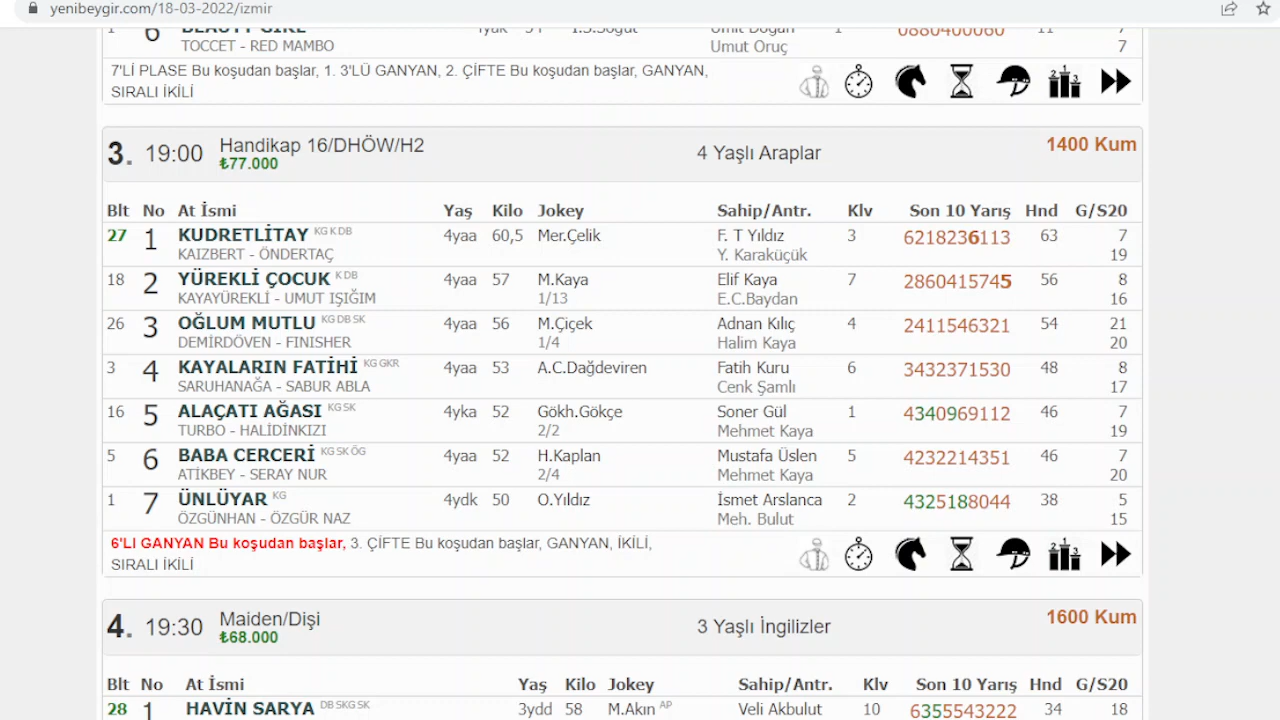 yenibeygir.com/18-03-2022/izmir
6
TOCCET - RED MAMBO Umut Oruç 7
7'Lİ PLASE Bu koşudan başlar, 1. 3'LÜ GANYAN, 2. ÇİFTE Bu koşudan başlar, GANYAN,
SIRALI İKİLİ
3. 19:00 Handikap 16/DHÖW/H2 4 Yaşlı Araplar 1400 Kum
₺77.000
Blt No At İsmi Yaş Kilo Jokey Sahip/Antr. Klv Son 10 Yarış Hnd G/S20
27 1 KUDRETLİTAY KG K DB 4yaa 60,5 Mer.Çelik F. T Yıldız 3 6218236113 63 7
KAIZBERT - ÖNDERTAÇ Y. Karaküçük 19
18 2 YÜREKLİ ÇOCUK K DB 4yaa 57 M.Kaya Elif Kaya 7 2860415745 56 8
KAYAYÜREKLİ - UMUT IŞIĞIM 1/13 E.C.Baydan 16
26 3 OĞLUM MUTLU KG DB SK 4yaa 56 M.Çiçek Adnan Kılıç 4 2411546321 54 21
DEMİRDÖVEN - FINISHER 1/4 Halim Kaya 20
3 4 KAYALARIN FATİHİ KG GKR 4yaa 53 A.C.Dağdeviren Fatih Kuru 6 3432371530 48 8
SARUHANAĞA - SABUR ABLA Cenk Şamlı 17
16 5 ALAÇATI AĞASI KG SK 4yka 52 Gökh.Gökçe Soner Gül 1 4340969112 46 7
TURBO - HALİDİNKIZI 2/2 Mehmet Kaya 19
5 6 BABA CERCERİ KG SK ÖG 4yaa 52 H.Kaplan Mustafa Üslen 5 4232214351 46 7
ATİKBEY - SERAY NUR 2/4 Mehmet Kaya 20
1 7 ÜNLÜYAR KG 4ydk 50 O.Yıldız İsmet Arslanca 2 4325188044 38 5
ÖZGÜNHAN - ÖZGÜR NAZ Meh. Bulut 15
6'LI GANYAN Bu koşudan başlar, 3. ÇİFTE Bu koşudan başlar, GANYAN, İKİLİ,
SIRALI İKİLİ
4. 19:30 Maiden/Dişi 3 Yaşlı İngilizler 1600 Kum
₺68.000
Blt No At İsmi Yaş Kilo Jokey Sahip/Antr. Klv Son 10 Yarış Hnd G/S20
28 1 HAVİN SARYA DB SKG SK 3ydd 58 M.Akın AP Veli Akbulut 10 6355543222 34 18